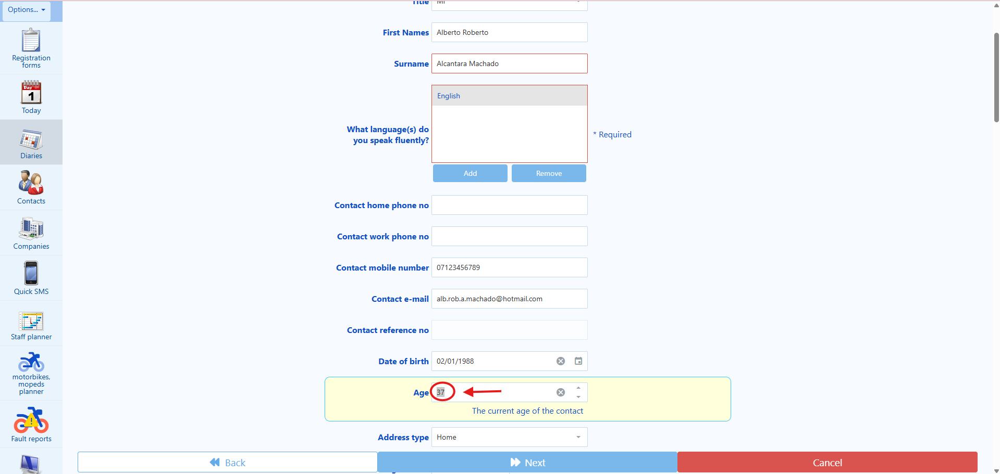 Options...
Registration
forms
Day
1
Today
Diaries
Contacts
Companies
Quick SMS
Staff planner
motorbikes,
mopeds
planner
Fault reports
Title
Mr
First Names
Alberto Roberto
Surname
Alcantara Machado
What language(s) do
you speak fluently?
English
* Required
Add
Remove
Contact home phone no
Contact work phone no
Contact mobile number
07123456789
Contact e-mail
alb.rob.a.machado@hotmail.com
Contact reference no
Date of birth
02/01/1988
Age
37
The current age of the contact
Address type
Home
Back
Next
Cancel